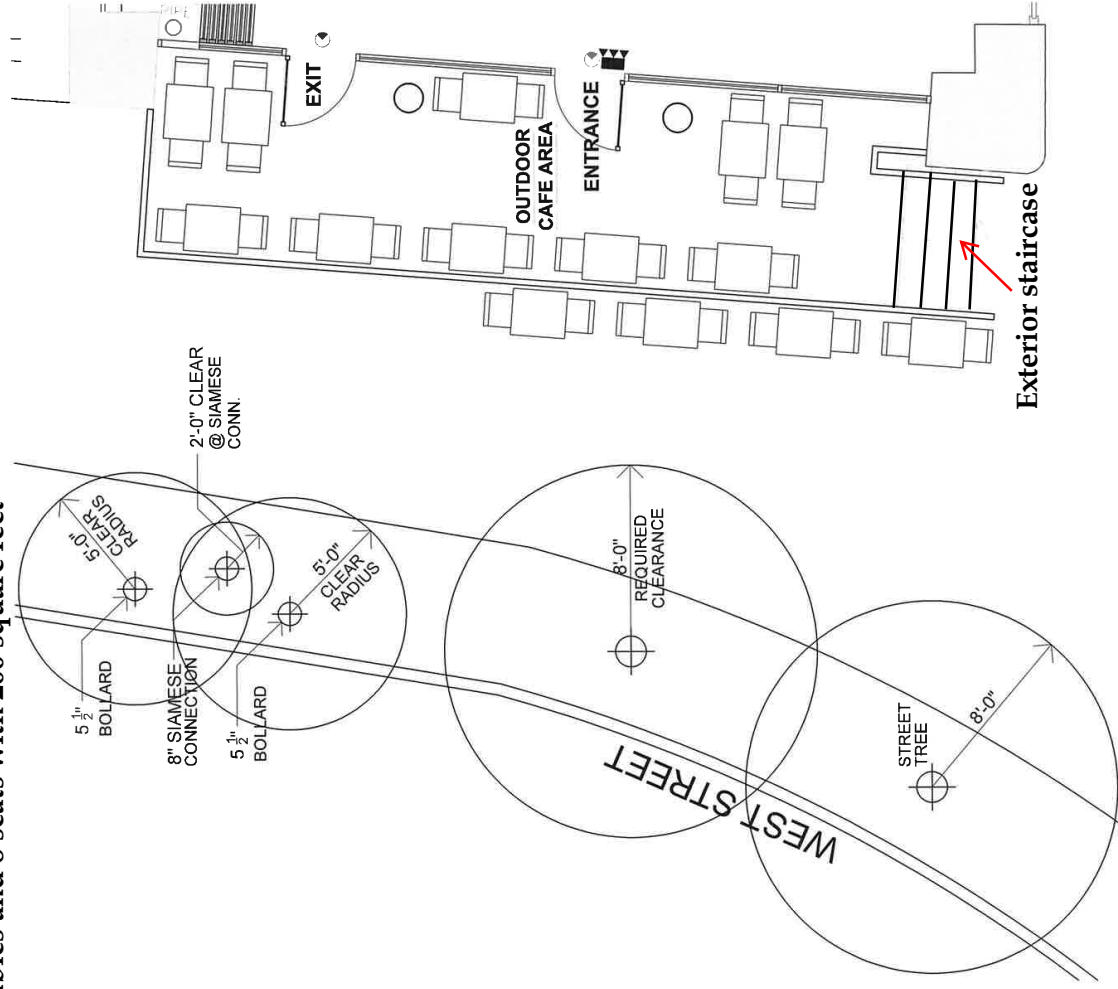 PIPE
EXIT
ENTRANCE
OUTDOOR
CAFE AREA
Exterior staircase
2'-0" CLEAR
@ SIAMESE
CONN.
5'-0"
CLEAR
RADIUS
5 1/2"
BOLLARD
8" SIAMESE
CONNECTION
5'-0"
CLEAR
RADIUS
5 1/2"
BOLLARD
8'-0"
REQUIRED
CLEARANCE
WEST STREET
STREET
TREE
8'-0"